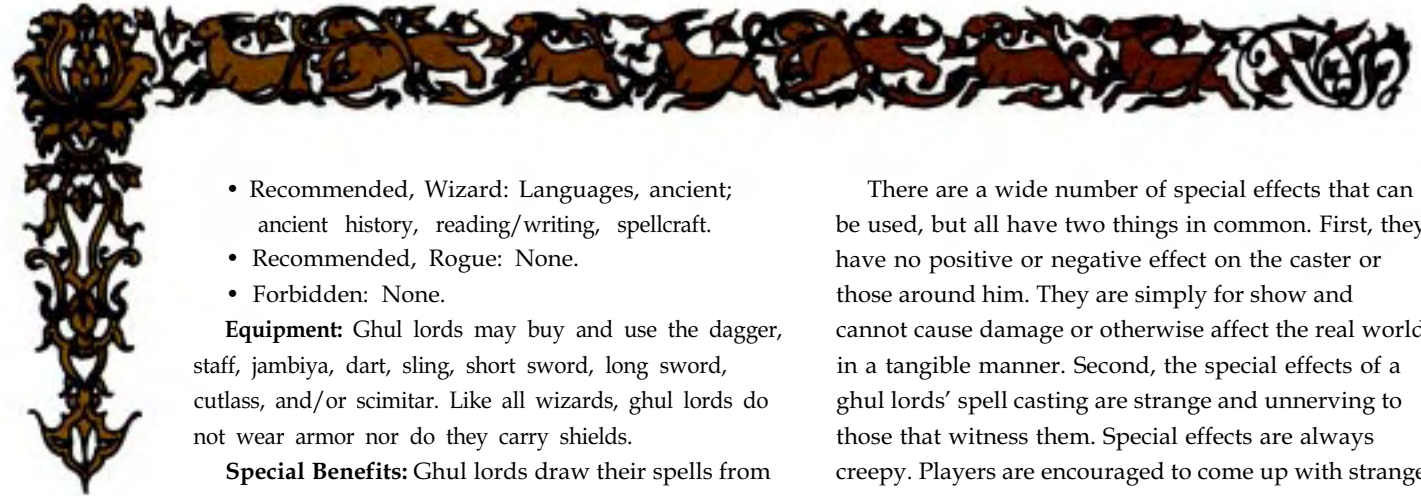 • Recommended, Wizard: Languages, ancient;
ancient history, reading/writing, spellcraft.
• Recommended, Rogue: None.
• Forbidden: None.
Equipment: Ghul lords may buy and use the dagger,
staff, jambiya, dart, sling, short sword, long sword,
cutlass, and/or scimitar. Like all wizards, ghul lords do
not wear armor nor do they carry shields.
Special Benefits: Ghul lords draw their spells from
There are a wide number of special effects that can
be used, but all have two things in common. First, they
have no positive or negative effect on the caster or
those around him. They are simply for show and
cannot cause damage or otherwise affect the real world
in a tangible manner. Second, the special effects of a
ghul lords’ spell casting are strange and unnerving to
those that witness them. Special effects are always
creepy. Players are encouraged to come up with strange